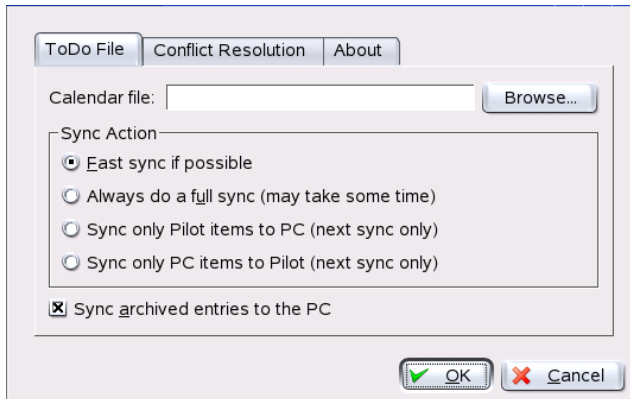 ToDo File Conflict Resolution About
Calendar file: Browse...
Sync Action
Fast sync if possible
Always do a full sync (may take some time)
Sync only Pilot items to PC (next sync only)
Sync only PC items to Pilot (next sync only)
Sync archived entries to the PC
OK Cancel